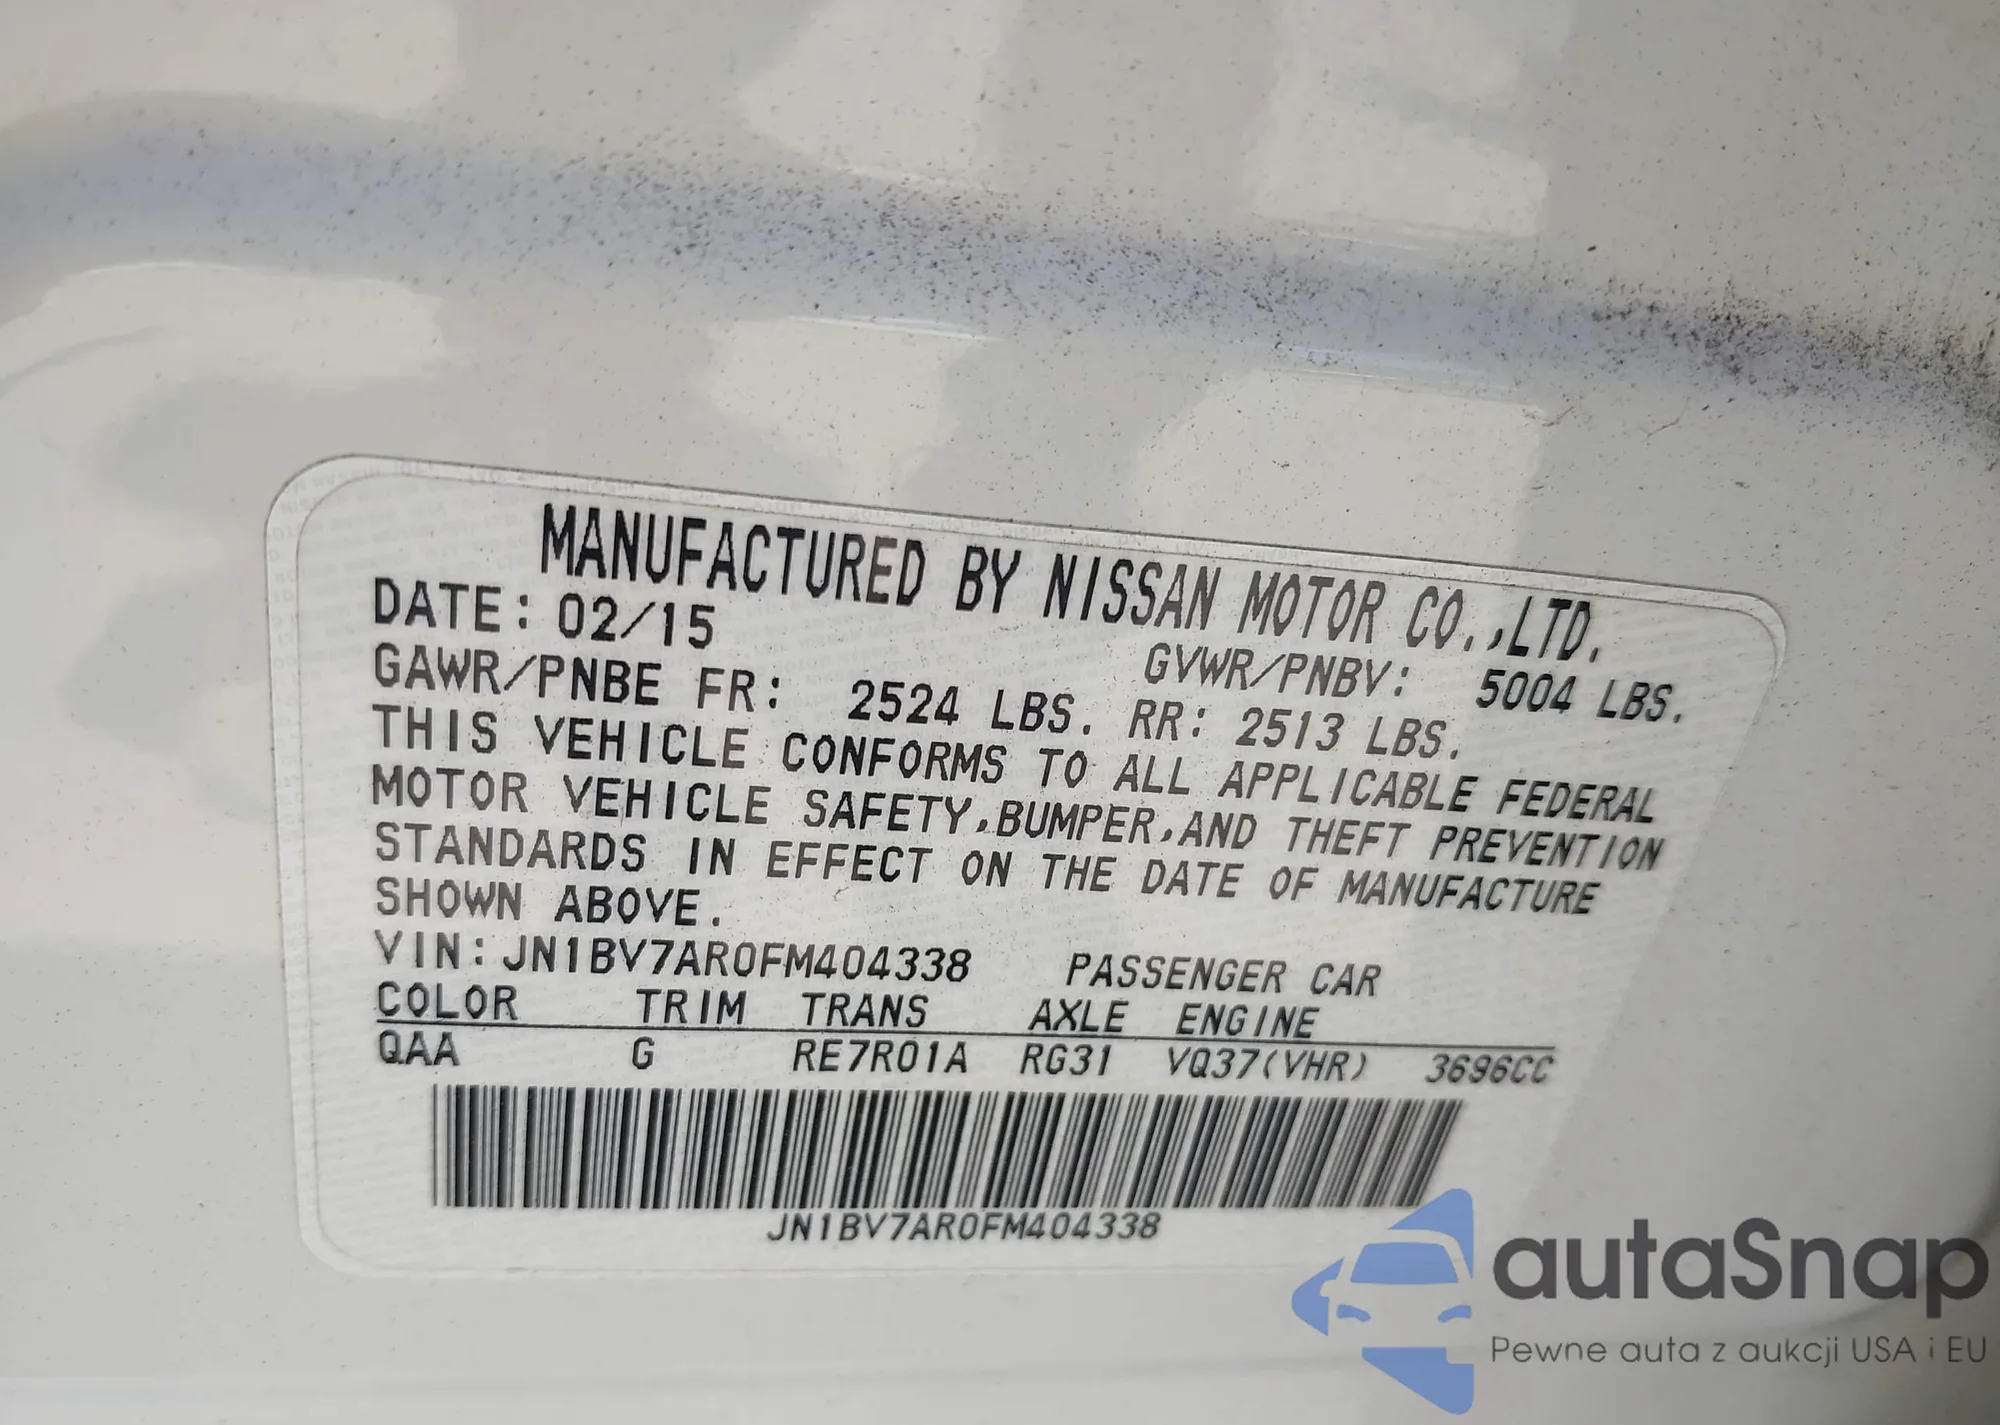 MANUFACTURED BY NISSAN MOTOR CO.,LTD.
DATE: 02/15 GVWR/PNBV: 5004 LBS.
GAWR/PNBE FR: 2524 LBS. RR: 2513 LBS.
THIS VEHICLE CONFORMS TO ALL APPLICABLE FEDERAL
MOTOR VEHICLE SAFETY,BUMPER,AND THEFT PREVENTION
STANDARDS IN EFFECT ON THE DATE OF MANUFACTURE
SHOWN ABOVE.
VIN: JN1BV7AR0FM404338 PASSENGER CAR
COLOR TRIM TRANS AXLE ENGINE
QAA G RE7R01A RG31 VQ37(VHR) 3696CC
JN1BV7AR0FM404338
autaSnap
Pewne auta z aukcji USA i EU